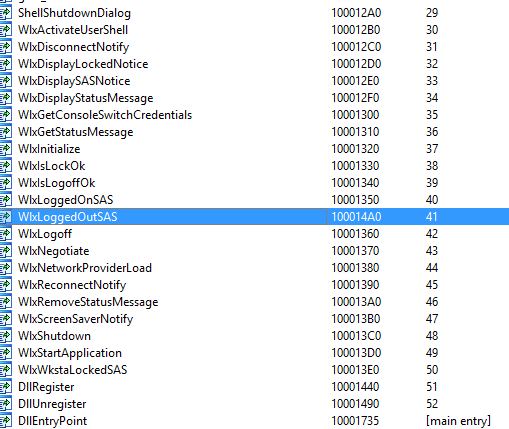 ShellShutdownDialog 100012A0 29
WlxActivateUserShell 100012B0 30
WlxDisconnectNotify 100012C0 31
WlxDisplayLockedNotice 100012D0 32
WlxDisplaySASNotice 100012E0 33
WlxDisplayStatusMessage 100012F0 34
WlxGetConsoleSwitchCredentials 10001300 35
WlxGetStatusMessage 10001310 36
WlxInitialize 10001320 37
WlxIsLockOk 10001330 38
WlxIsLogoffOk 10001340 39
WlxLoggedOnSAS 10001350 40
WlxLoggedOutSAS 100014A0 41
WlxLogoff 10001360 42
WlxNegotiate 10001370 43
WlxNetworkProviderLoad 10001380 44
WlxReconnectNotify 10001390 45
WlxRemoveStatusMessage 100013A0 46
WlxScreenSaverNotify 100013B0 47
WlxShutdown 100013C0 48
WlxStartApplication 100013D0 49
WlxWkstaLockedSAS 100013E0 50
DllRegister 10001440 51
DllUnregister 10001490 52
DllEntryPoint 10001735 [main entry]